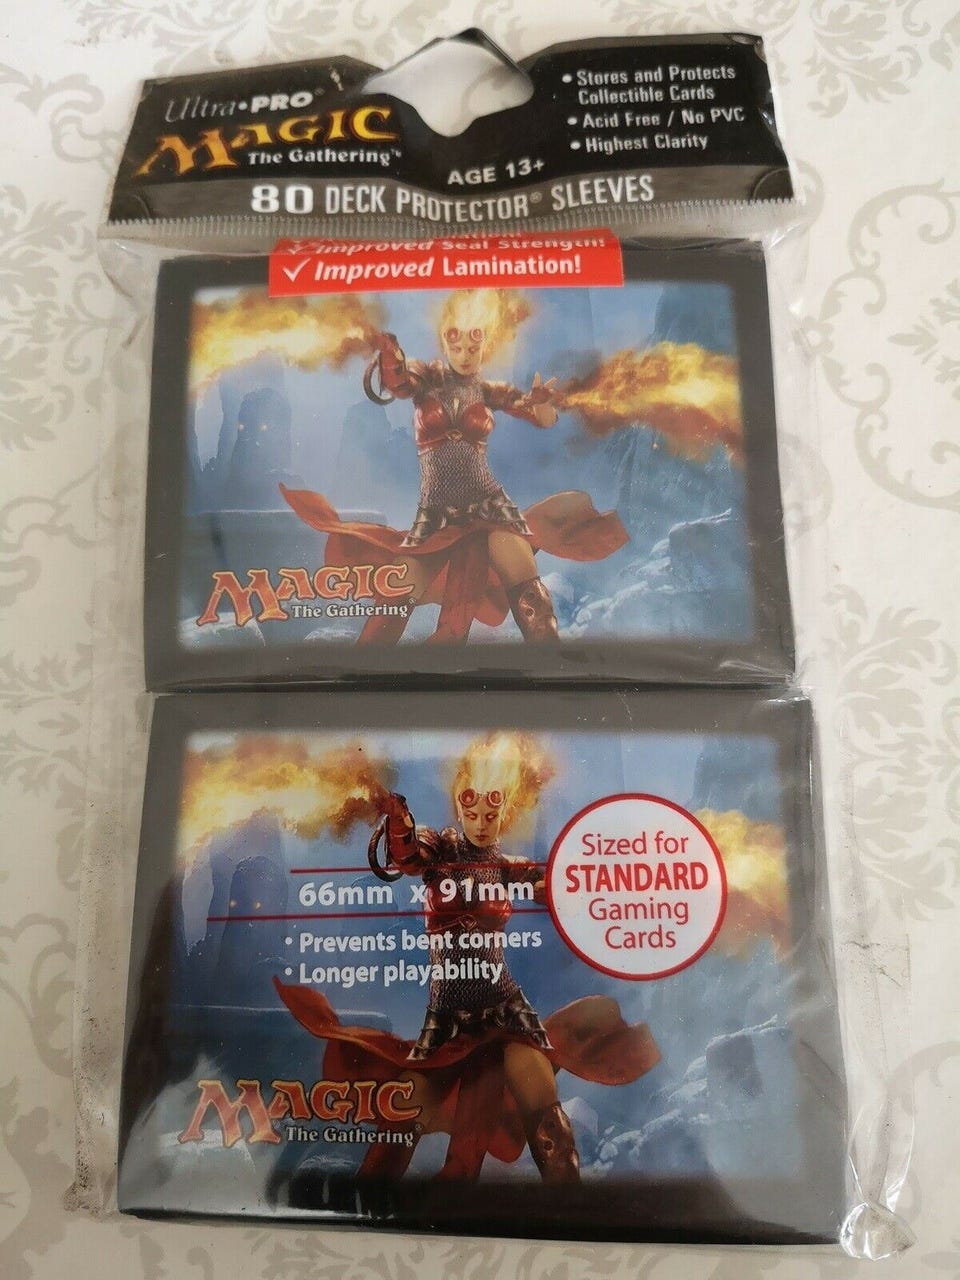 Ultra•PRO®
MAGIC
The Gathering™
• Stores and Protects
Collectible Cards
• Acid Free / No PVC
• Highest Clarity
AGE 13+
80 DECK PROTECTOR® SLEEVES
✓ Improved Seal Strength!
✓ Improved Lamination!
MAGIC
The Gathering®
66mm x 91mm
• Prevents bent corners
• Longer playability
Sized for
STANDARD
Gaming
Cards
MAGIC
The Gathering®